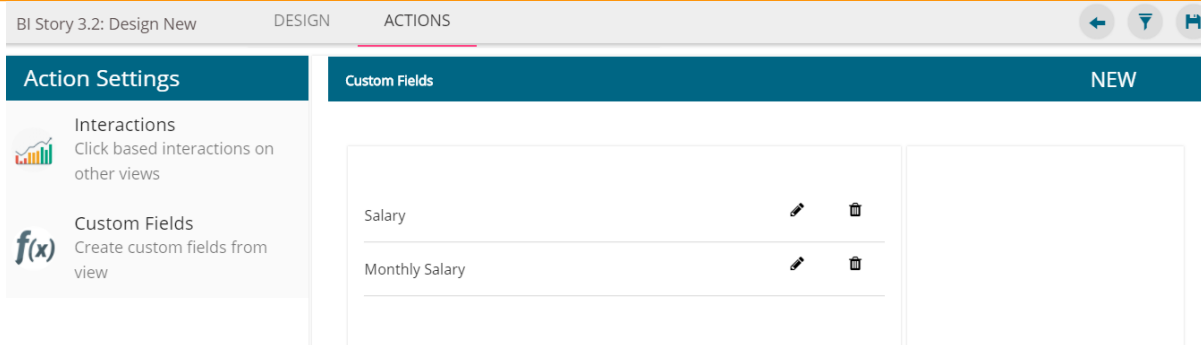 BI Story 3.2: Design New
DESIGN
ACTIONS
Action Settings
Interactions
Click based interactions on
other views
f(x)
Custom Fields
Create custom fields from
view
Custom Fields
NEW
Salary
Monthly Salary